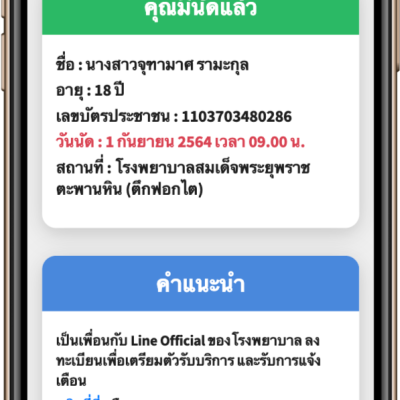 คุณมีนัดแล้ว
ชื่อ : นางสาวจุฑามาศ รามะกุล
อายุ : 18 ปี
เลขบัตรประชาชน : 1103703480286
วันนัด : 1 กันยายน 2564 เวลา 09.00 น.
สถานที่ : โรงพยาบาลสมเด็จพระยุพราช
ตะพานหิน (ตึกฟอกไต)
คำแนะนำ
เป็นเพื่อนกับ Line Official ของโรงพยาบาล ลง
ทะเบียนเพื่อเตรียมตัวรับบริการ และรับการแจ้ง
เตือน